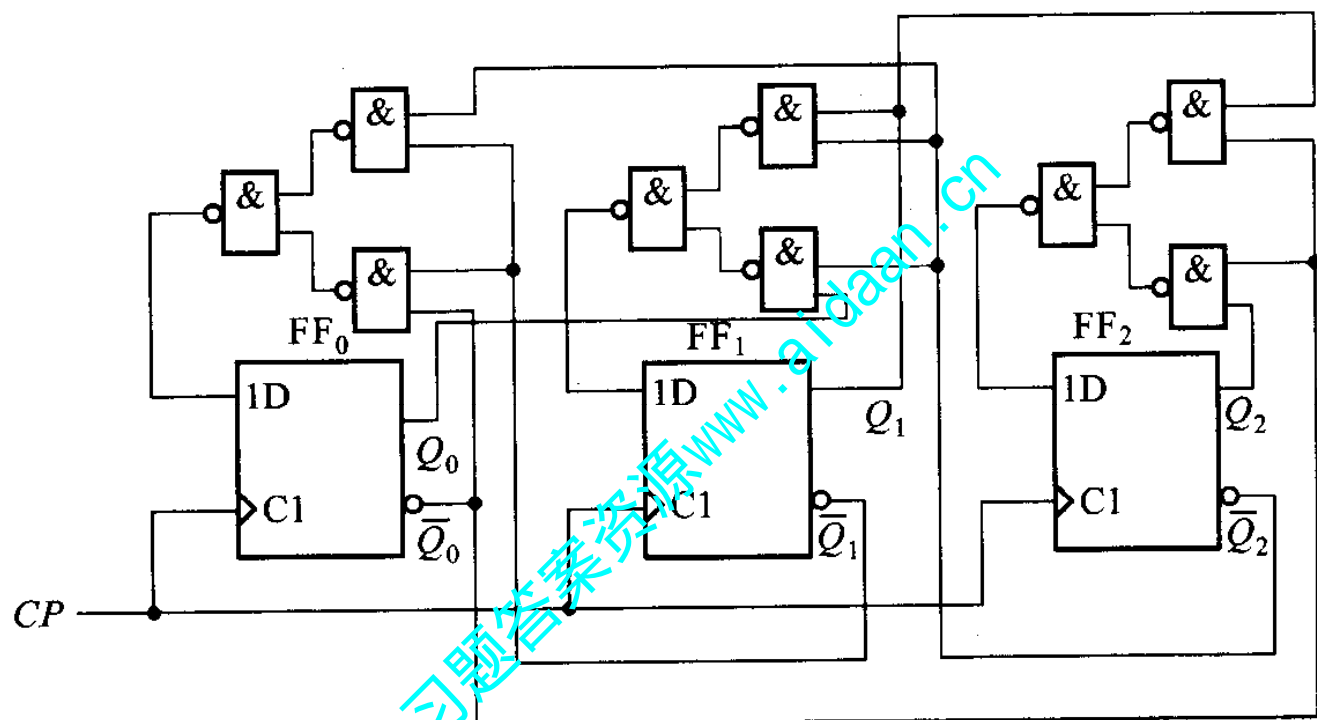 &
&
&
&
&
&
&
&
&
FF0
FF1
FF2
1D
1D
1D
Q0
Q1
Q2
C1
C1
C1
Q̅0
Q̅1
Q̅2
CP
习题答案资源www.aidaan.cn